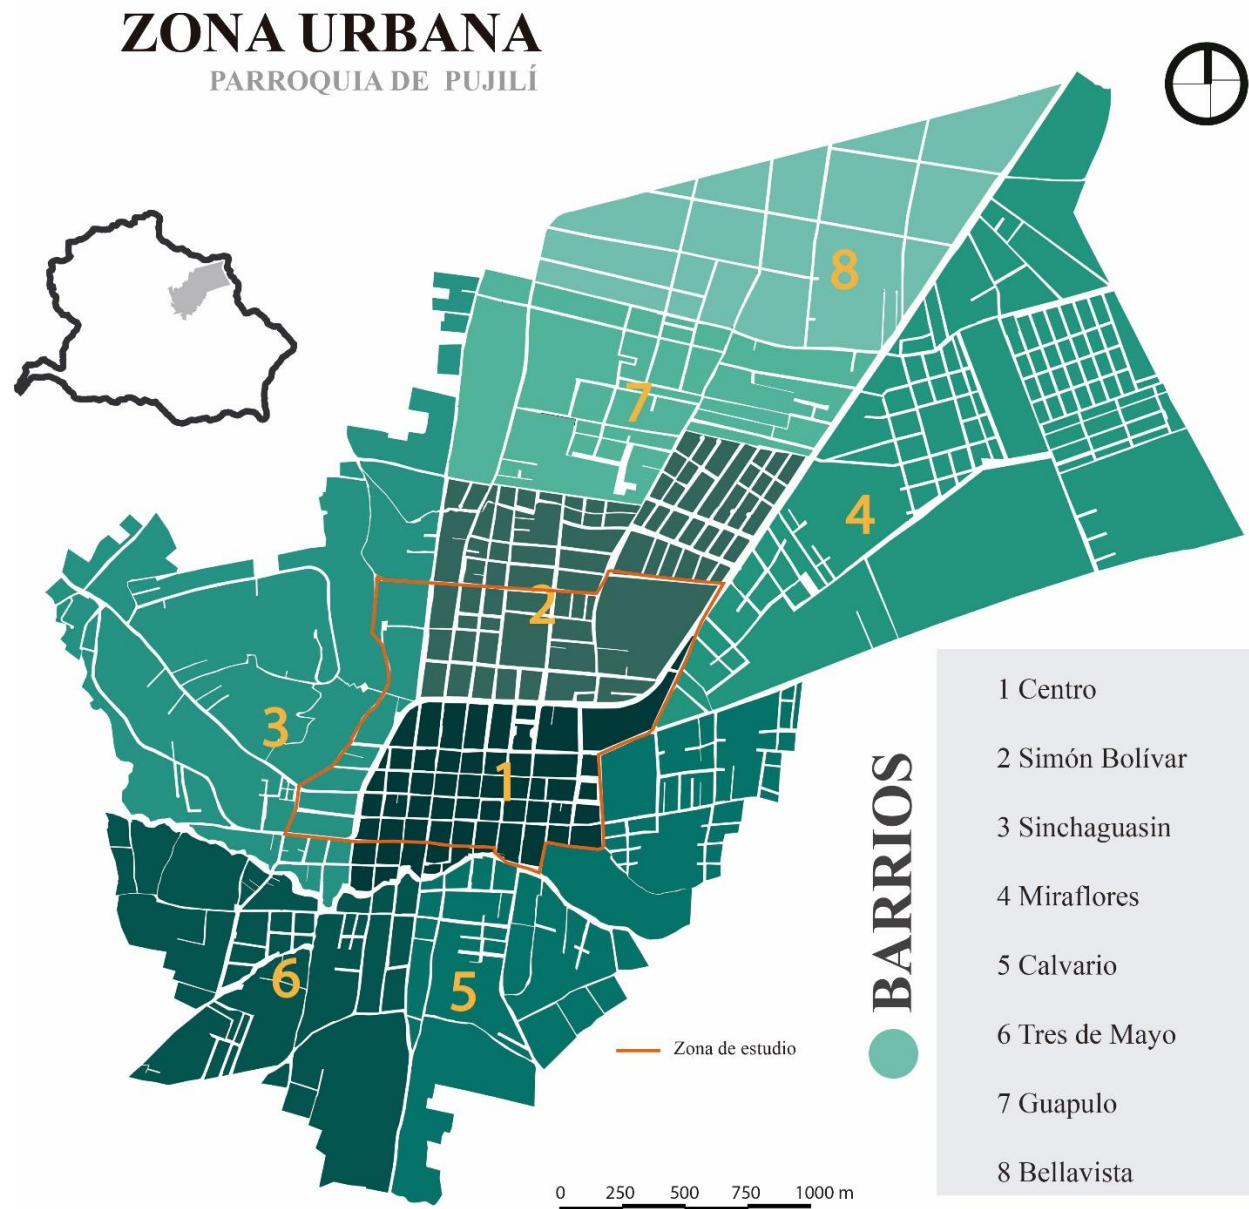 ZONA URBANA
PARROQUIA DE PUJILÍ
8
7
4
2
3
1
6
5
Zona de estudio
BARRIOS
1 Centro
2 Simón Bolívar
3 Sinchaguasin
4 Miraflores
5 Calvario
6 Tres de Mayo
7 Guapulo
8 Bellavista
0 250 500 750 1000 m